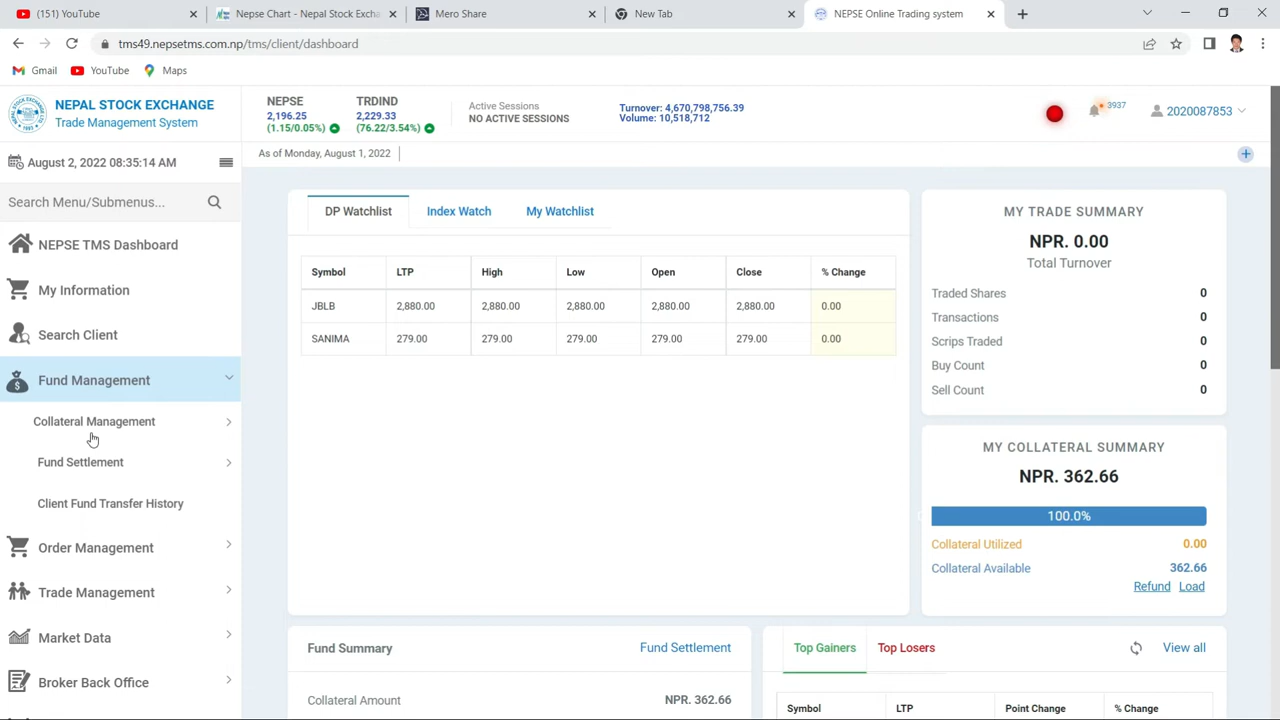 (151) YouTube
Nepse Chart - Nepal Stock Excha
Mero Share
New Tab
NEPSE Online Trading system
tms49.nepsetms.com.np/tms/client/dashboard
Gmail
YouTube
Maps
NEPAL STOCK EXCHANGE
Trade Management System
NEPSE
2,196.25
(1.15/0.05%)
TRDIND
2,229.33
(76.22/3.54%)
Active Sessions
NO ACTIVE SESSIONS
Turnover: 4,670,798,756.39
Volume: 10,518,712
3937
2020087853
August 2, 2022 08:35:14 AM
As of Monday, August 1, 2022
Search Menu/Submenus...
NEPSE TMS Dashboard
My Information
Search Client
Fund Management
Collateral Management
Fund Settlement
Client Fund Transfer History
Order Management
Trade Management
Market Data
Broker Back Office
DP Watchlist
Index Watch
My Watchlist
Symbol LTP High Low Open Close % Change
JBLB 2,880.00 2,880.00 2,880.00 2,880.00 2,880.00 0.00
SANIMA 279.00 279.00 279.00 279.00 279.00 0.00
MY TRADE SUMMARY
NPR. 0.00
Total Turnover
Traded Shares 0
Transactions 0
Scrips Traded 0
Buy Count 0
Sell Count 0
MY COLLATERAL SUMMARY
NPR. 362.66
100.0%
Collateral Utilized 0.00
Collateral Available 362.66
Refund Load
Fund Summary
Fund Settlement
Collateral Amount NPR. 362.66
Top Gainers
Top Losers
View all
Symbol LTP Point Change % Change